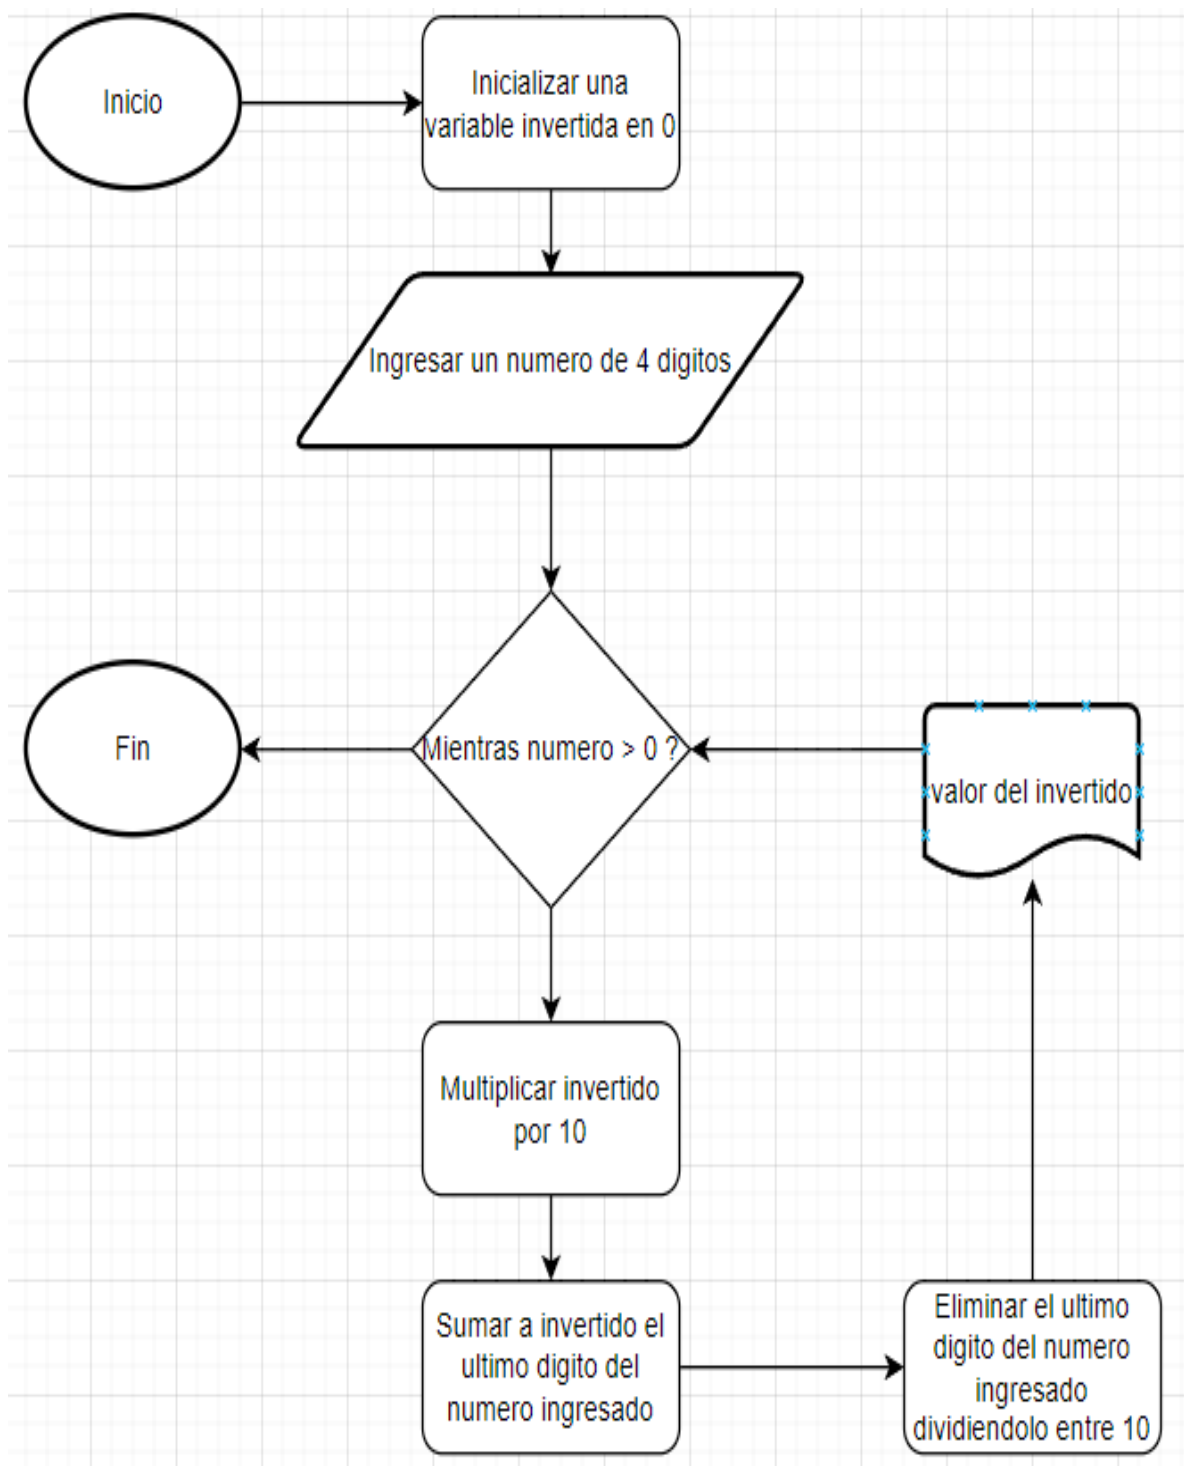 Inicio
Inicializar una
variable invertida en 0
Ingresar un numero de 4 digitos
Mientras numero > 0 ?
Fin
valor del invertido
Multiplicar invertido
por 10
Sumar a invertido el
ultimo digito del
numero ingresado
Eliminar el ultimo
digito del numero
ingresado
dividiendolo entre 10